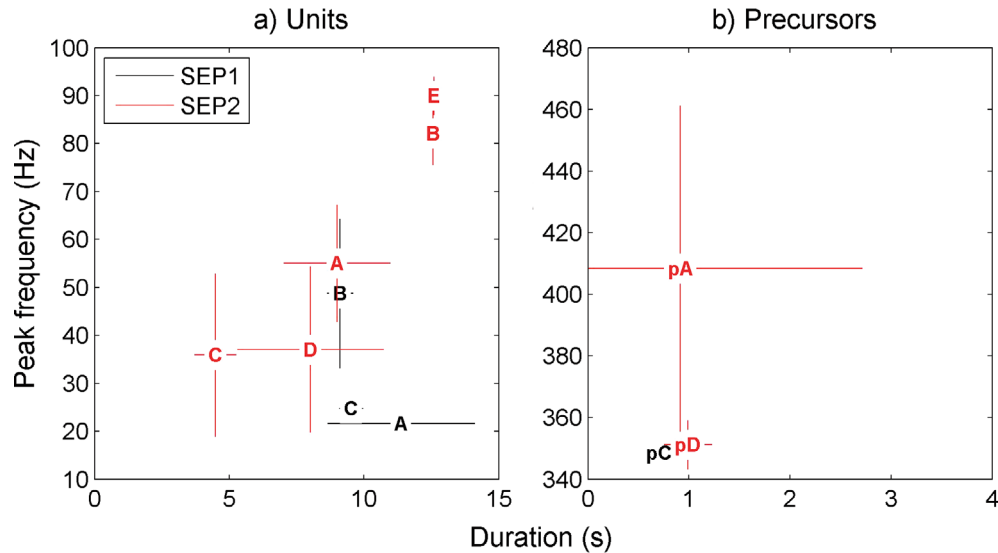 a) Units
b) Precursors
Peak frequency (Hz)
100
90
80
70
60
50
40
30
20
10
SEP1
SEP2
E
B
A
B
C
D
C
A
0
5
10
15
480
460
440
420
400
380
360
340
pA
pC
pD
0
1
2
3
4
Duration (s)